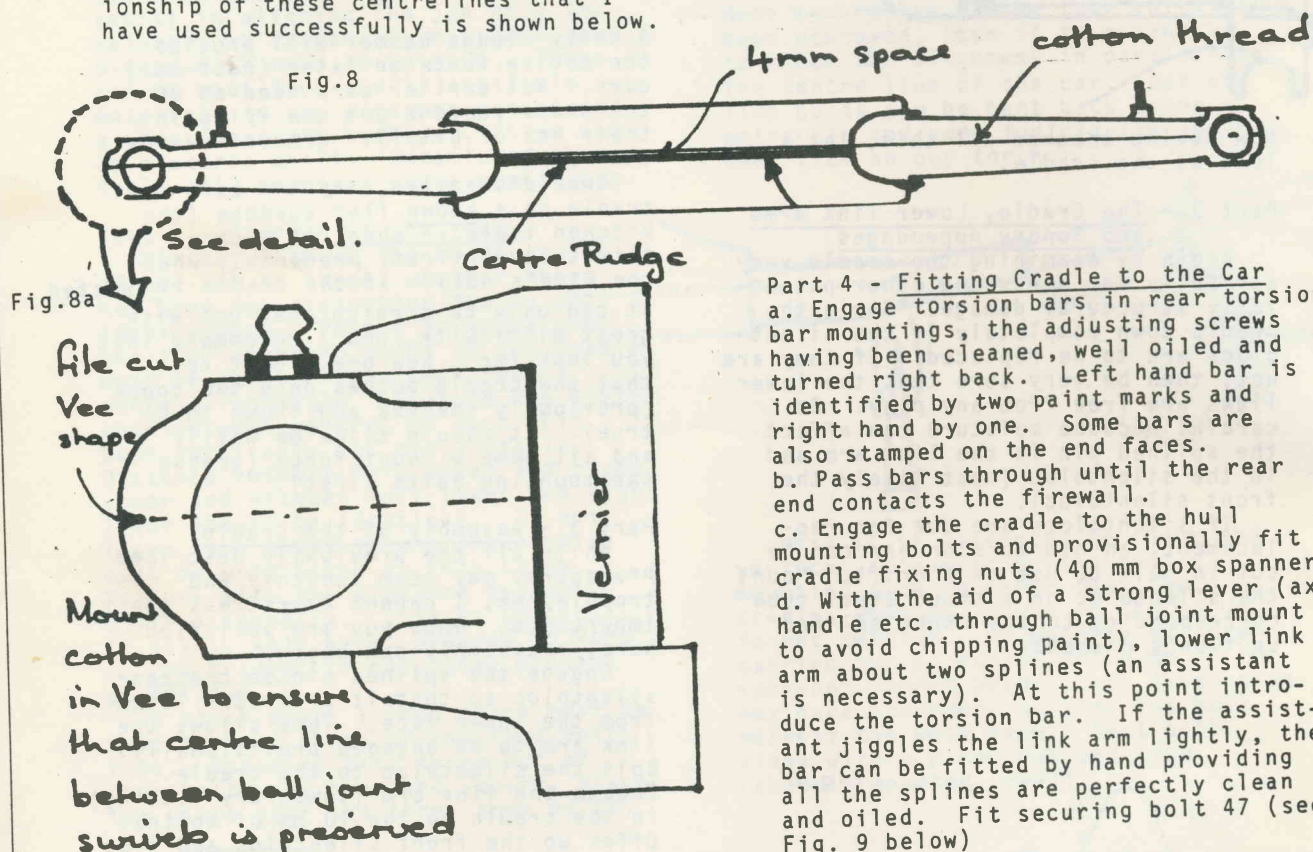 ionship of these centrelines that I
have used successfully is shown below.
Fig.8
4mm space
cotton thread
See detail.
Centre Ridge
Fig.8a
File cut
Vee
shape
Vernier
Mount
cotton
in Vee to ensure
that centre line
between ball joint
swivels is preserved
Part 4 Fitting Cradle to the Car
a. Engage torsion bars in rear torsion
bar mountings, the adjusting screws
having been cleaned, well oiled and
turned right back. Left hand bar is
identified by two paint marks and
right hand by one. Some bars are
also stamped on the end faces.
b. Pass bars through until the rear
end contacts the firewall.
c. Engage the cradle to the hull
mounting bolts and provisionally fit
cradle fixing nuts (40 mm box spanner
d. With the aid of a strong lever (ax
handle etc through ball joint mount
to avoid chipping paint), lower link
arm about two splines (an assistant
is necessary). At this point intro-
duce the torsion bar. If the assist-
ant jiggles the link arm lightly, the
bar can be fitted by hand providing
all the splines are perfectly clean
and oiled. Fit securing bolt 47 (see
Fig. 9 below)